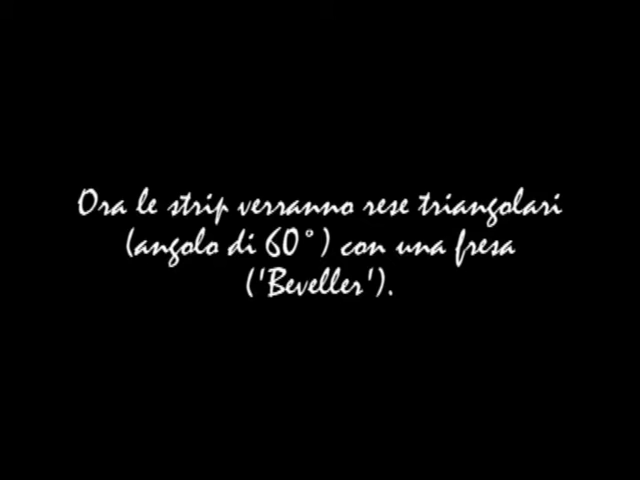 Ora le strip verranno rese triangolari
(angolo di 60°) con una fresa
('Beveller').